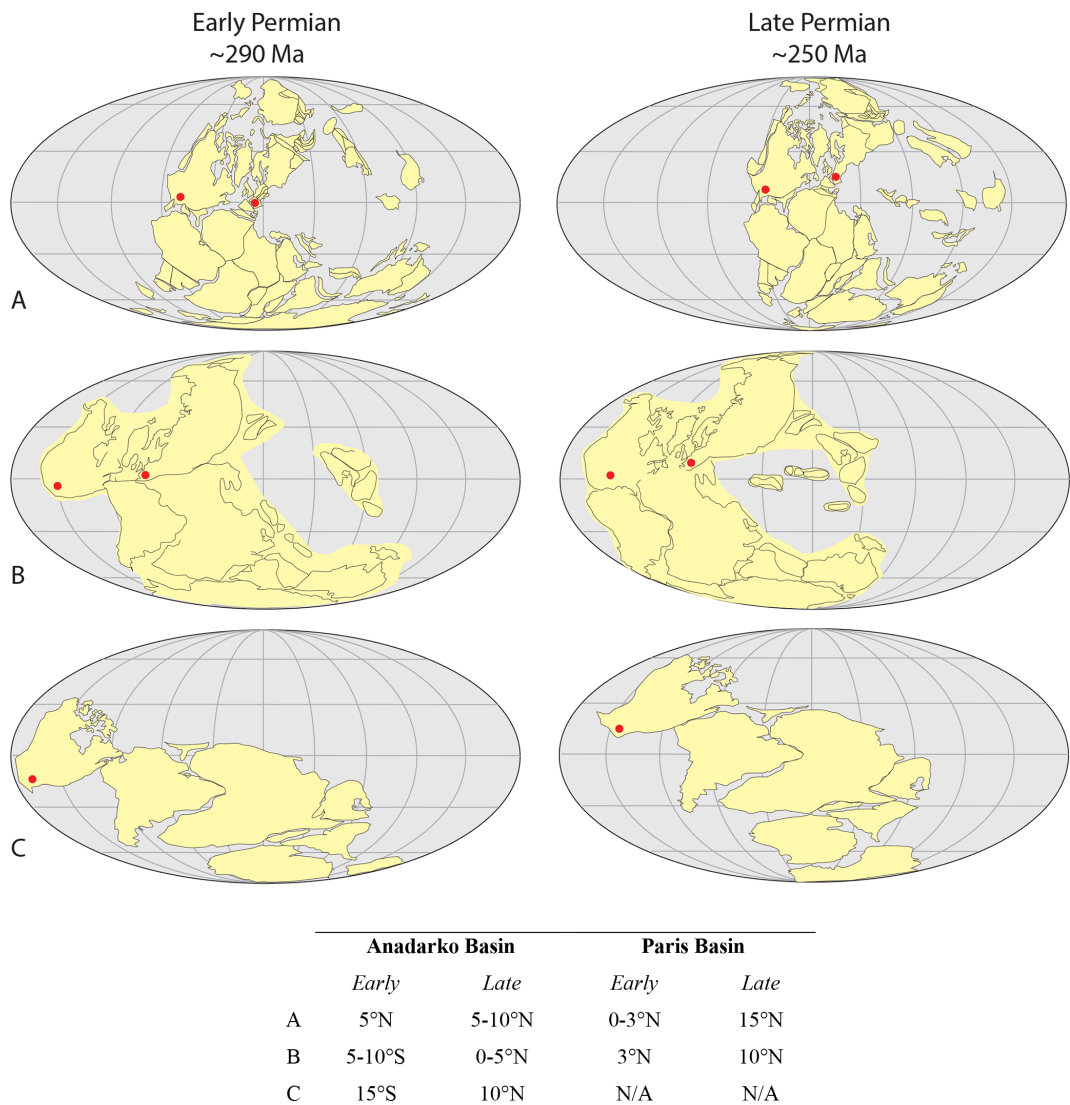 Early Permian
~290 Ma
Late Permian
~250 Ma
A
B
C
Anadarko Basin Paris Basin
Early Late Early Late
A 5°N 5-10°N 0-3°N 15°N
B 5-10°S 0-5°N 3°N 10°N
C 15°S 10°N N/A N/A